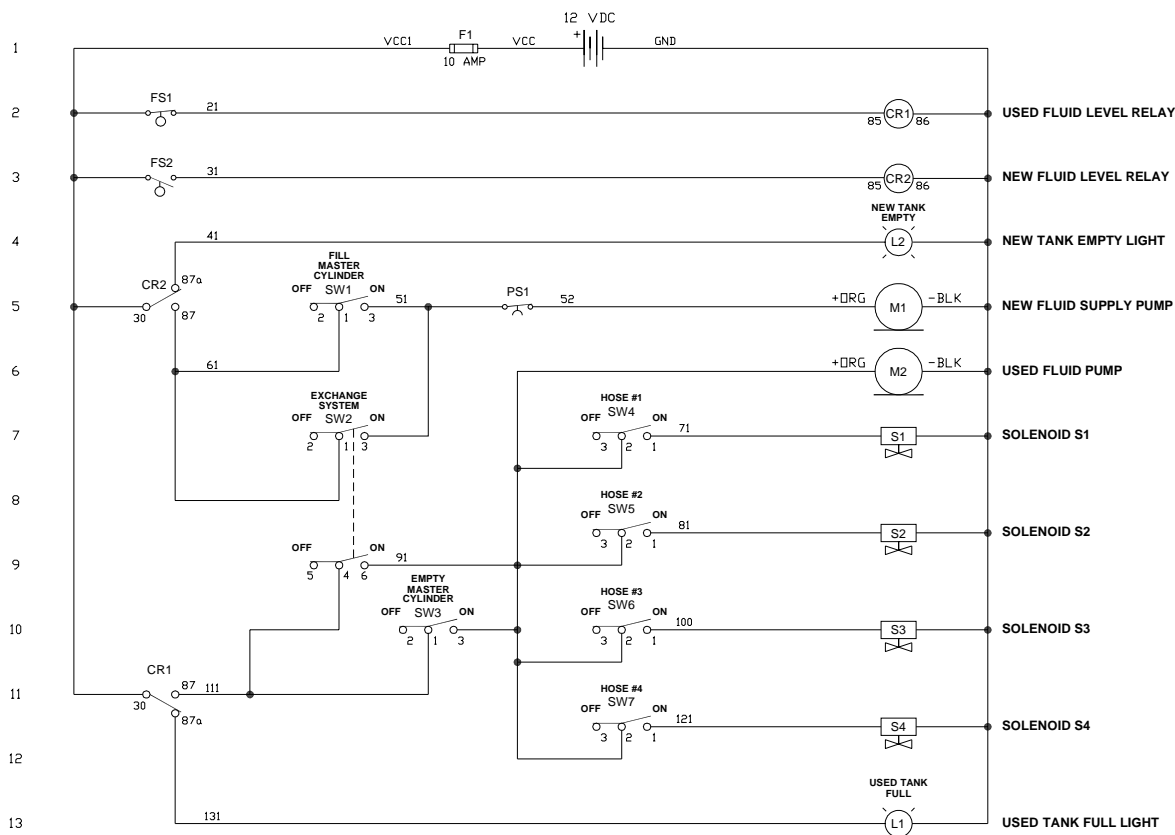 12 VDC
1 VCC1 F1 VCC + GND
10 AMP
2 FS1 21 CR1 85 86 USED FLUID LEVEL RELAY
3 FS2 31 CR2 85 86 NEW FLUID LEVEL RELAY
NEW TANK
EMPTY
4 41 L2 NEW TANK EMPTY LIGHT
FILL
MASTER
CYLINDER
OFF SW1 ON
5 CR2 87a 30 87 2 1 3 51 PS1 52 +ORG M1 -BLK NEW FLUID SUPPLY PUMP
6 61 +ORG M2 -BLK USED FLUID PUMP
EXCHANGE
SYSTEM
OFF SW2 ON
HOSE #1
OFF SW4 ON
7 2 1 3 3 2 1 71 S1 SOLENOID S1
8
HOSE #2
OFF SW5 ON
3 2 1 81 S2 SOLENOID S2
OFF ON
9 5 4 6 91
EMPTY
MASTER
CYLINDER
OFF SW3 ON
HOSE #3
OFF SW6 ON
10 2 1 3 3 2 1 100 S3 SOLENOID S3
11 CR1 30 87 111 87a
HOSE #4
OFF SW7 ON
3 2 1 121 S4 SOLENOID S4
12
USED TANK
FULL
13 131 L1 USED TANK FULL LIGHT